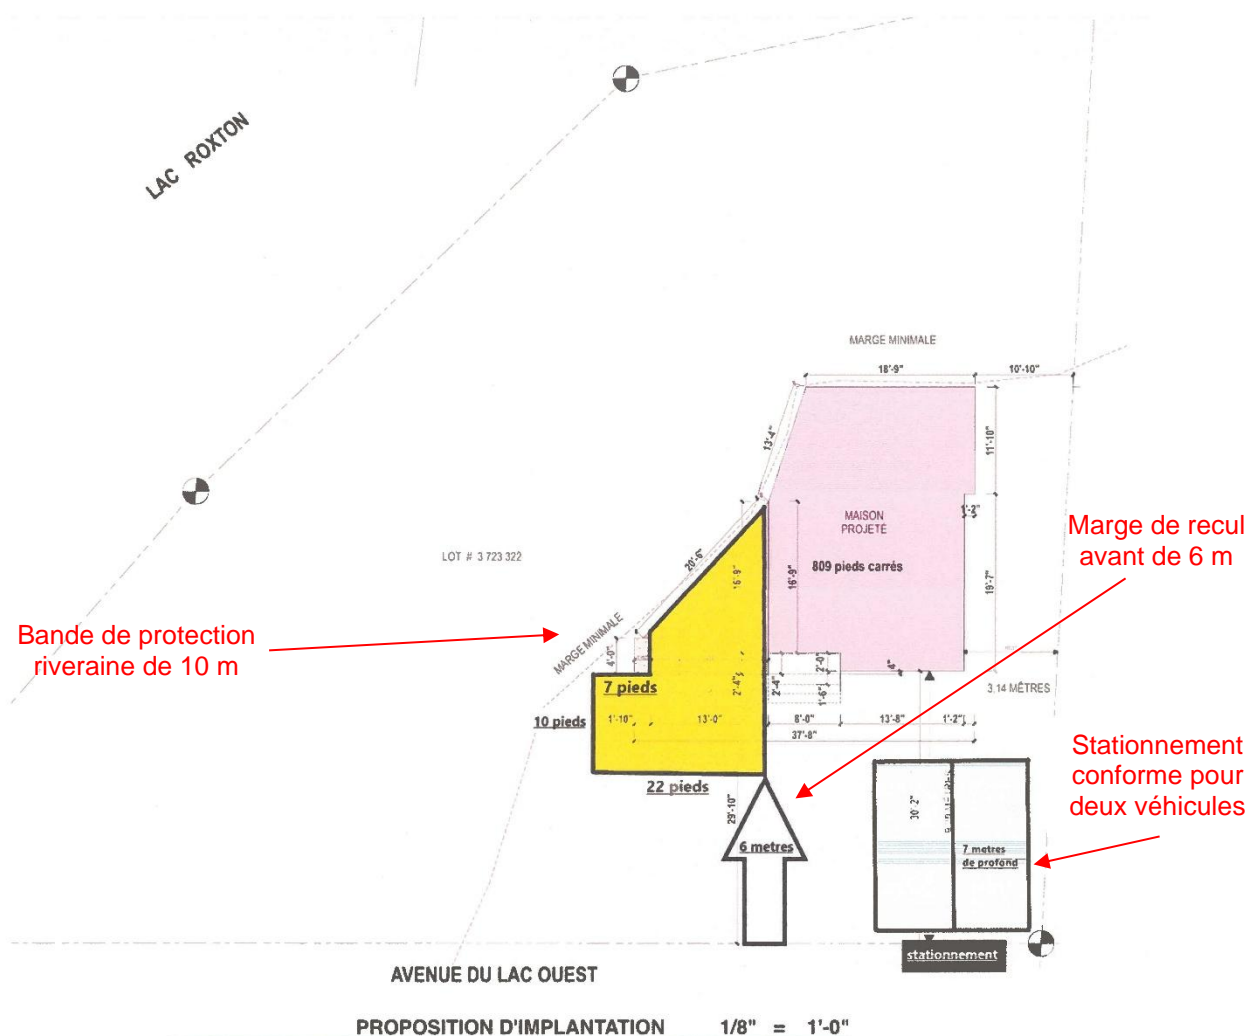 LAC ROXTON
MARGE MINIMALE
18'-9"
10'-10"
13'-4"
11'-10"
1'-2"
MAISON
PROJETÉ
809 pieds carrés
Marge de recul
avant de 6 m
LOT # 3 723 322
20'-6"
16'-9"
16'-9"
19'-7"
Bande de protection
riveraine de 10 m
MARGE MINIMALE
4'-0"
2'-4"
2'-4"
2'-0"
1'-6"
4"
3,14 MÊTRES
7 pieds
10 pieds
1'-10"
13'-0"
8'-0"
13'-8"
1'-2"
37'-8"
22 pieds
29'-10"
30'-2"
Stationnement
conforme pour
deux véhicules
6 metres
7 metres
de profond
stationnement
AVENUE DU LAC OUEST
PROPOSITION D'IMPLANTATION 1/8" = 1'-0"